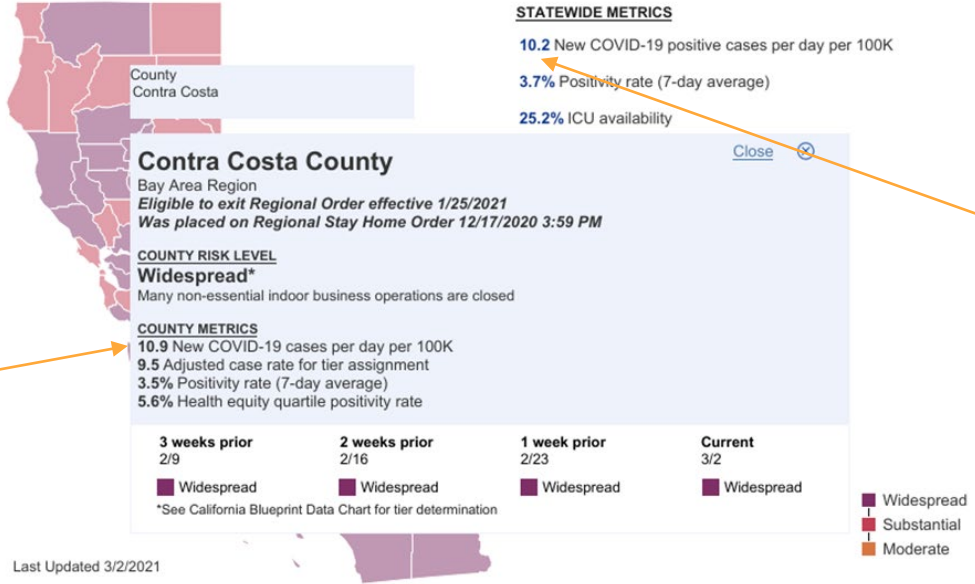 STATEWIDE METRICS
10.2 New COVID-19 positive cases per day per 100K
3.7% Positivity rate (7-day average)
25.2% ICU availability
County
Contra Costa
Close
Contra Costa County
Bay Area Region
Eligible to exit Regional Order effective 1/25/2021
Was placed on Regional Stay Home Order 12/17/2020 3:59 PM
COUNTY RISK LEVEL
Widespread*
Many non-essential indoor business operations are closed
COUNTY METRICS
10.9 New COVID-19 cases per day per 100K
9.5 Adjusted case rate for tier assignment
3.5% Positivity rate (7-day average)
5.6% Health equity quartile positivity rate
3 weeks prior 2 weeks prior 1 week prior Current
2/9 2/16 2/23 3/2
Widespread Widespread Widespread Widespread
*See California Blueprint Data Chart for tier determination
Widespread
Substantial
Moderate
Last Updated 3/2/2021